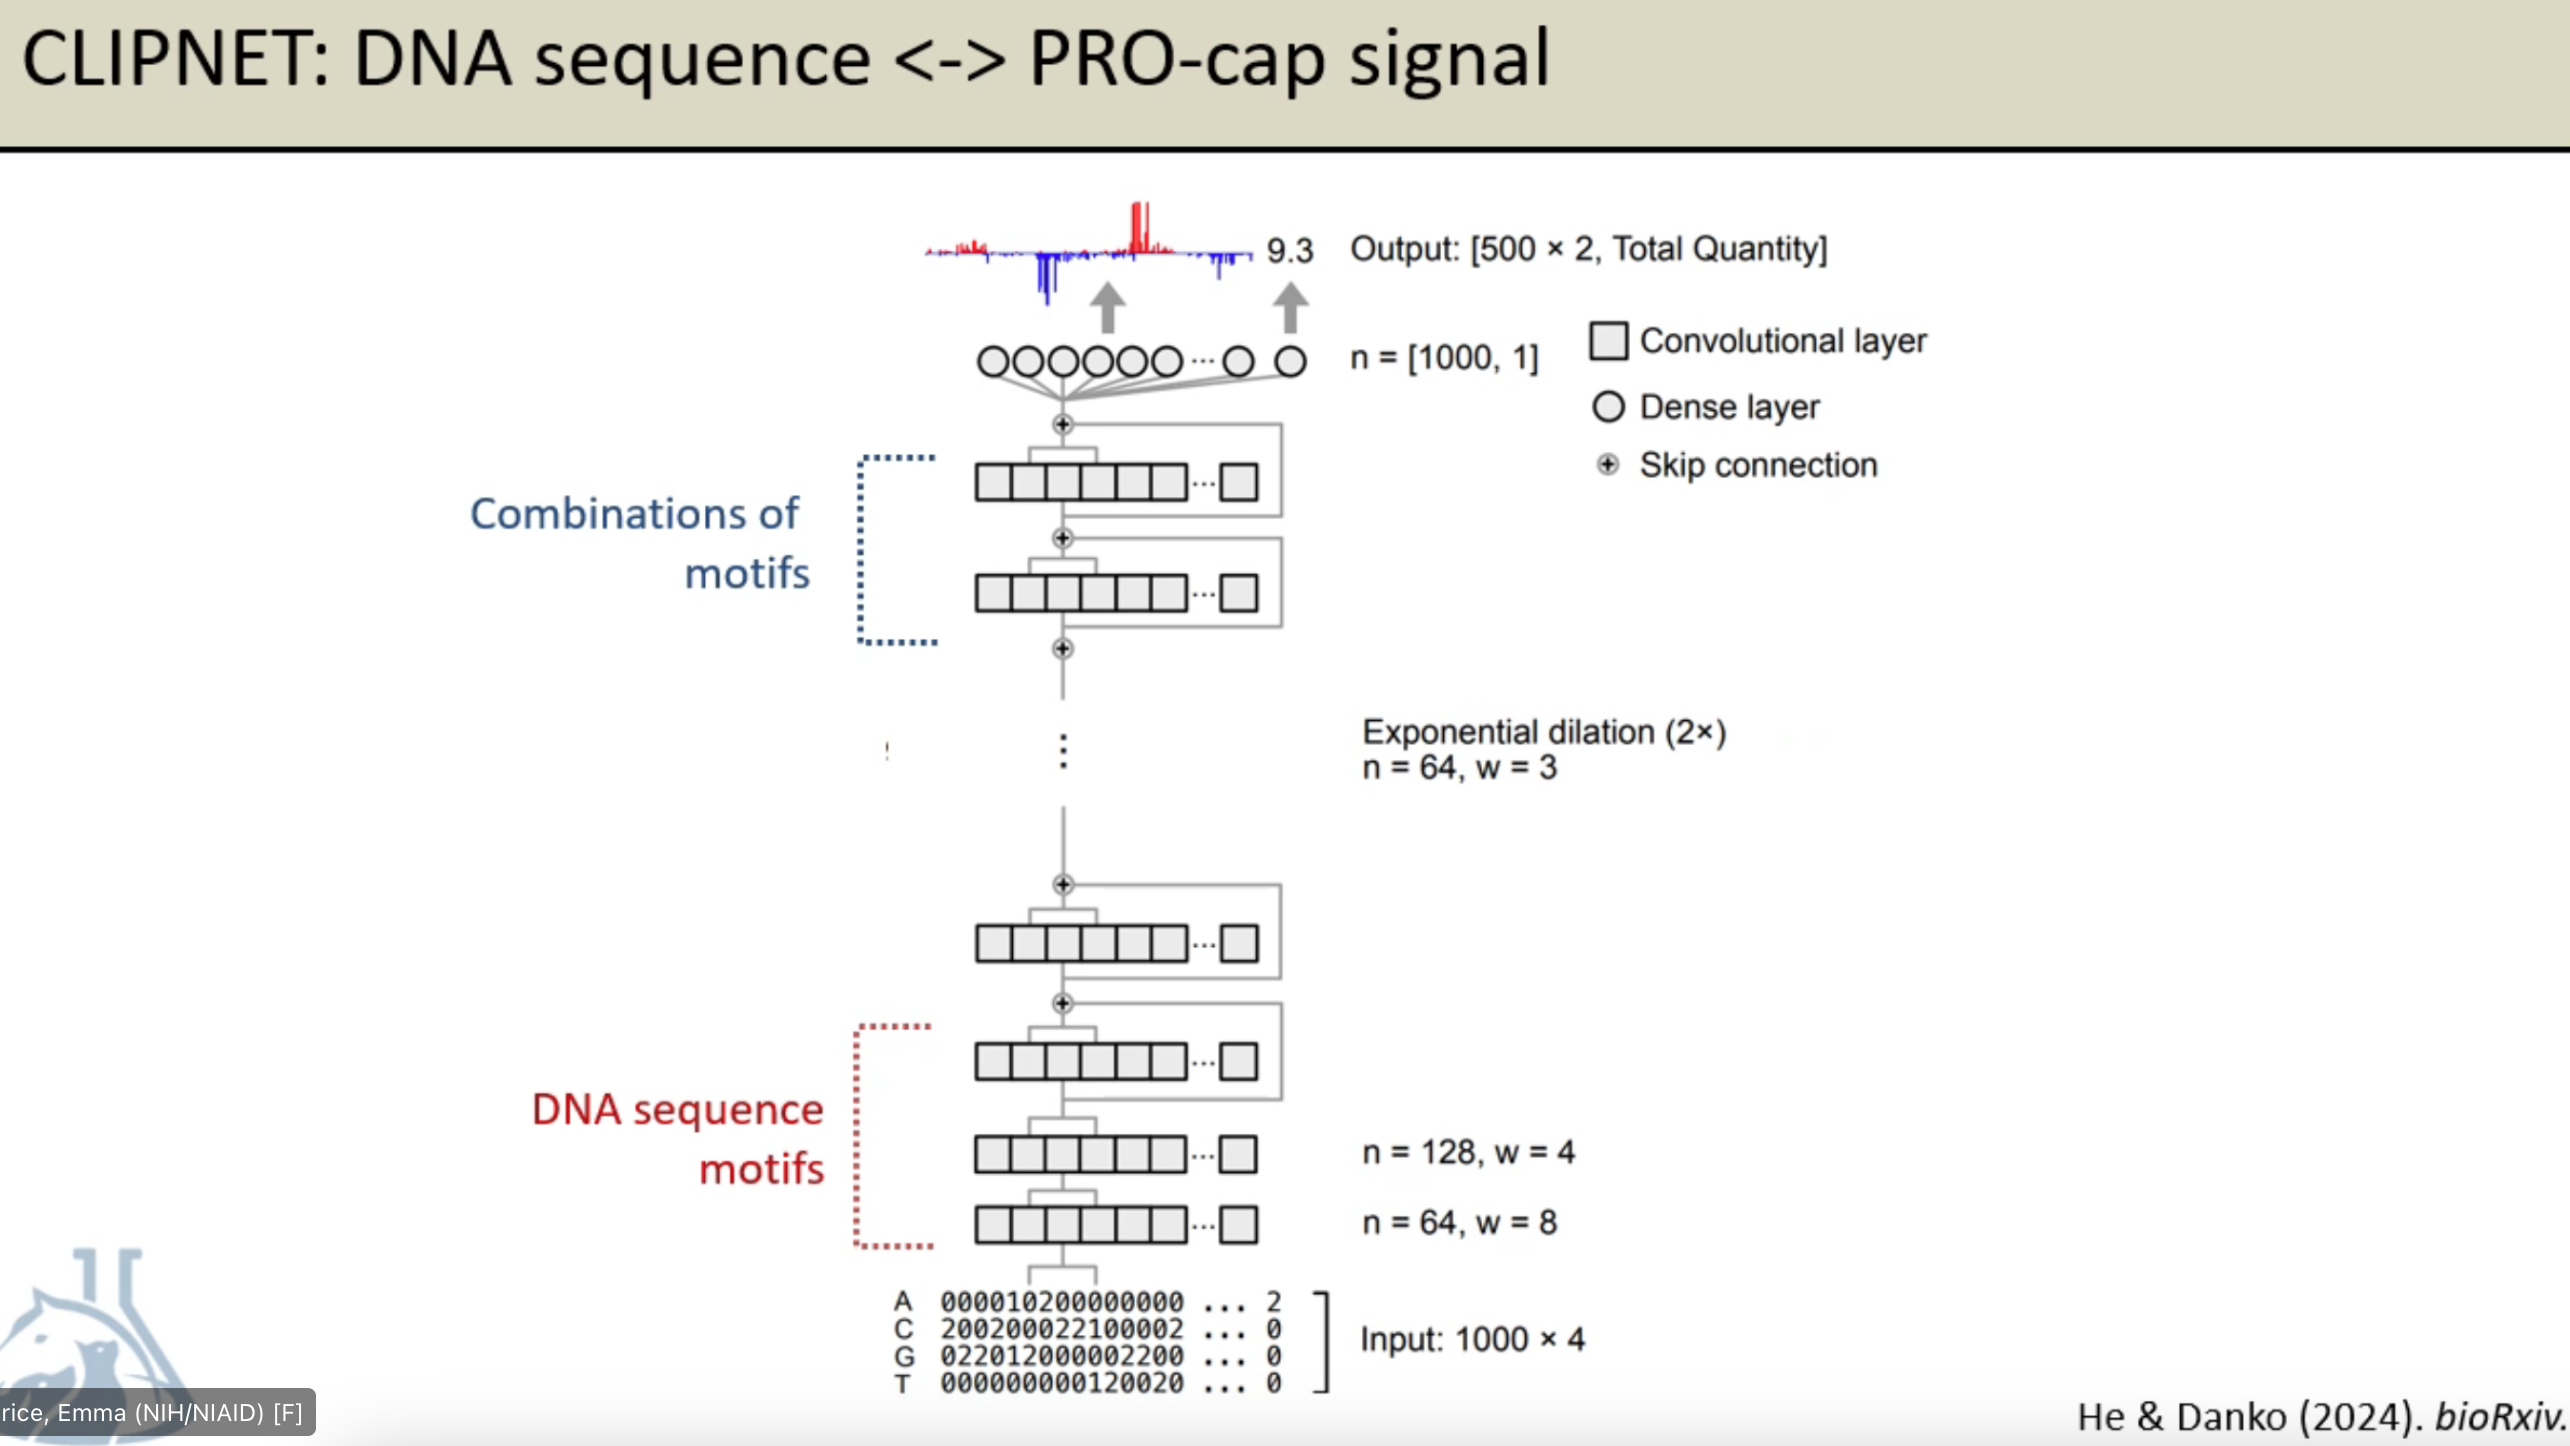 CLIPNET: DNA sequence <-> PRO-cap signal
9.3 Output: [500 × 2, Total Quantity]
n = [1000, 1]
Convolutional layer
Dense layer
Skip connection
Combinations of
motifs
Exponential dilation (2×)
n = 64, w = 3
DNA sequence
motifs
n = 128, w = 4
n = 64, w = 8
A 000010200000000 ... 2
C 200200022100002 ... 0
G 022012000002200 ... 0
T 000000000120020 ... 0
Input: 1000 × 4
rice, Emma (NIH/NIAID) [F]
He & Danko (2024). bioRxiv.